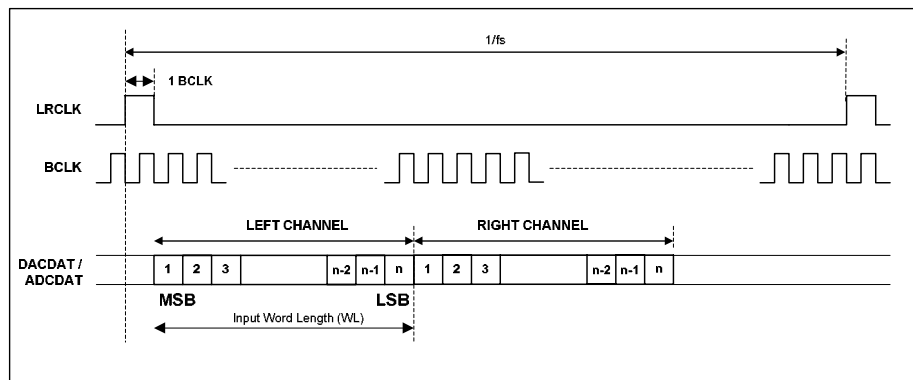 1/fs
1 BCLK
LRCLK
BCLK
LEFT CHANNEL
RIGHT CHANNEL
DACDAT /
ADCDAT
1 2 3 n-2 n-1 n 1 2 3 n-2 n-1 n
MSB LSB
Input Word Length (WL)